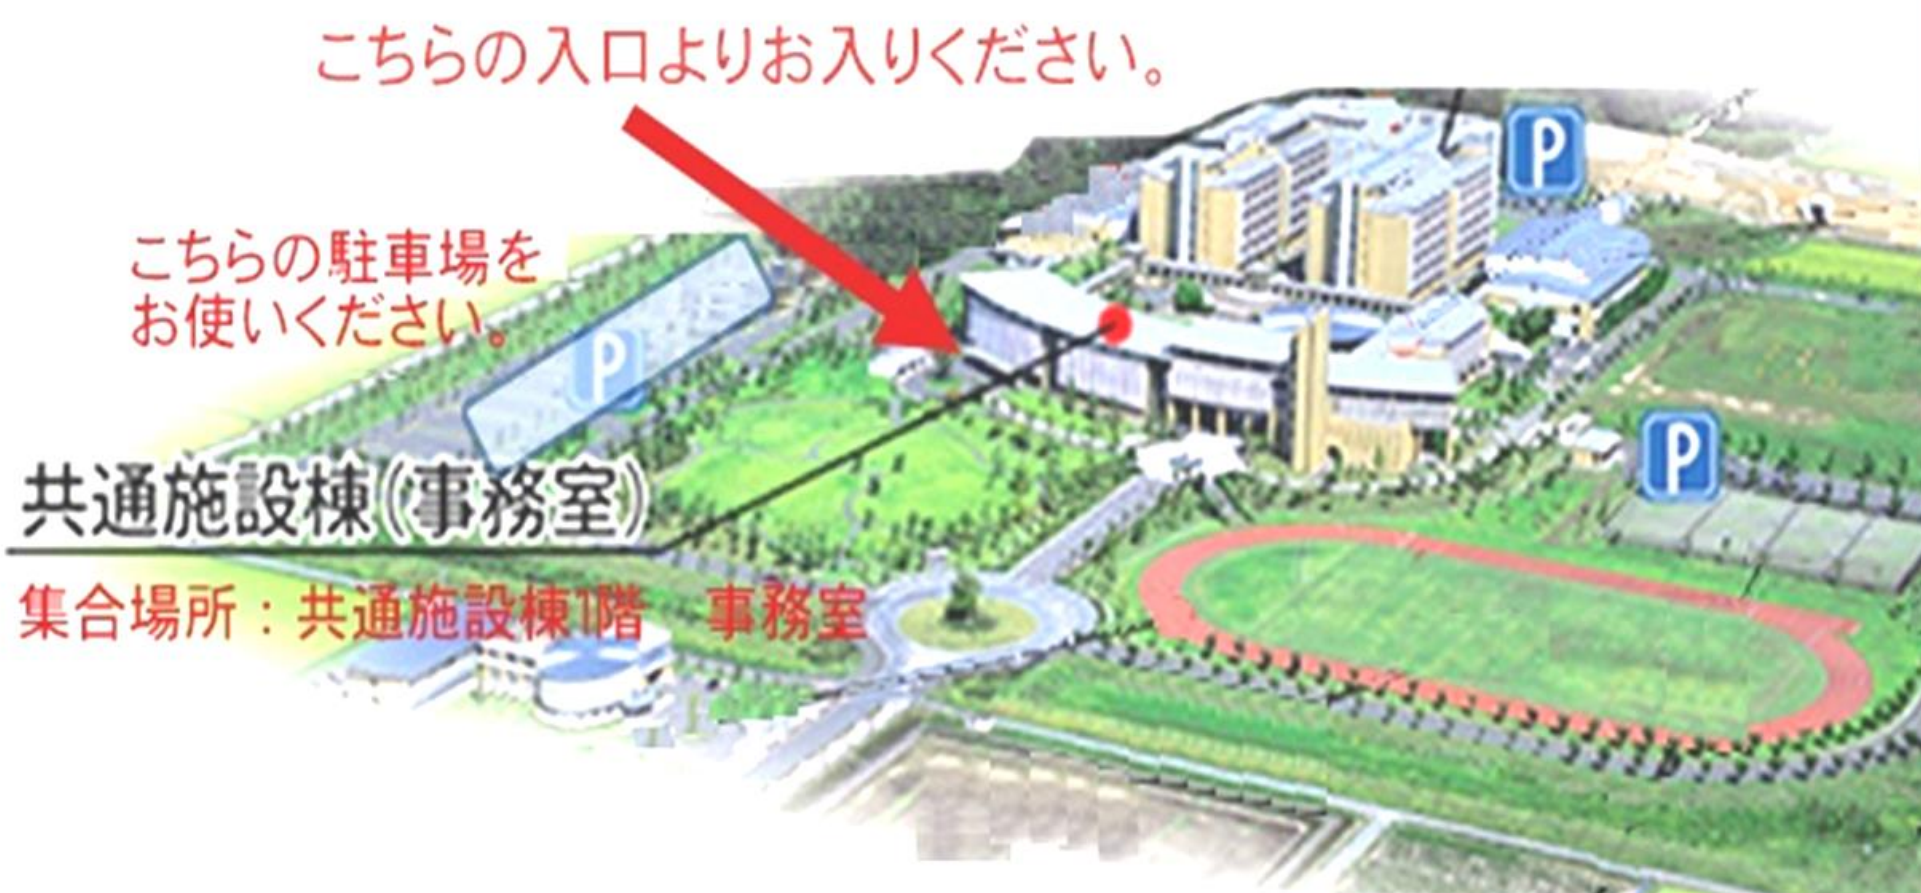 こちらの入口よりお入りください。
P
こちらの駐車場を
お使いください。
P
P
共通施設棟(事務室)
集合場所:共通施設棟1階　事務室